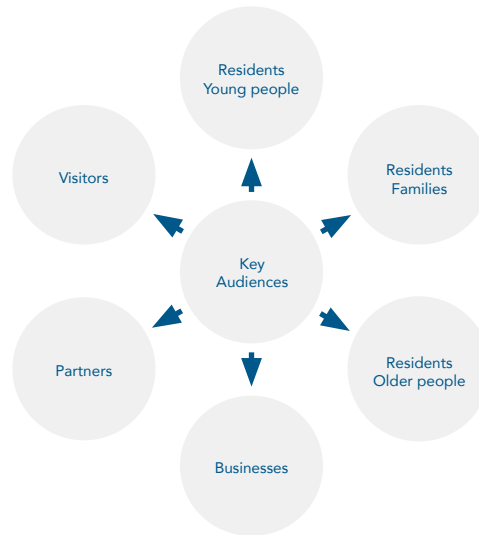 Residents
Young people
Visitors
Residents
Families
Key
Audiences
Partners
Residents
Older people
Businesses